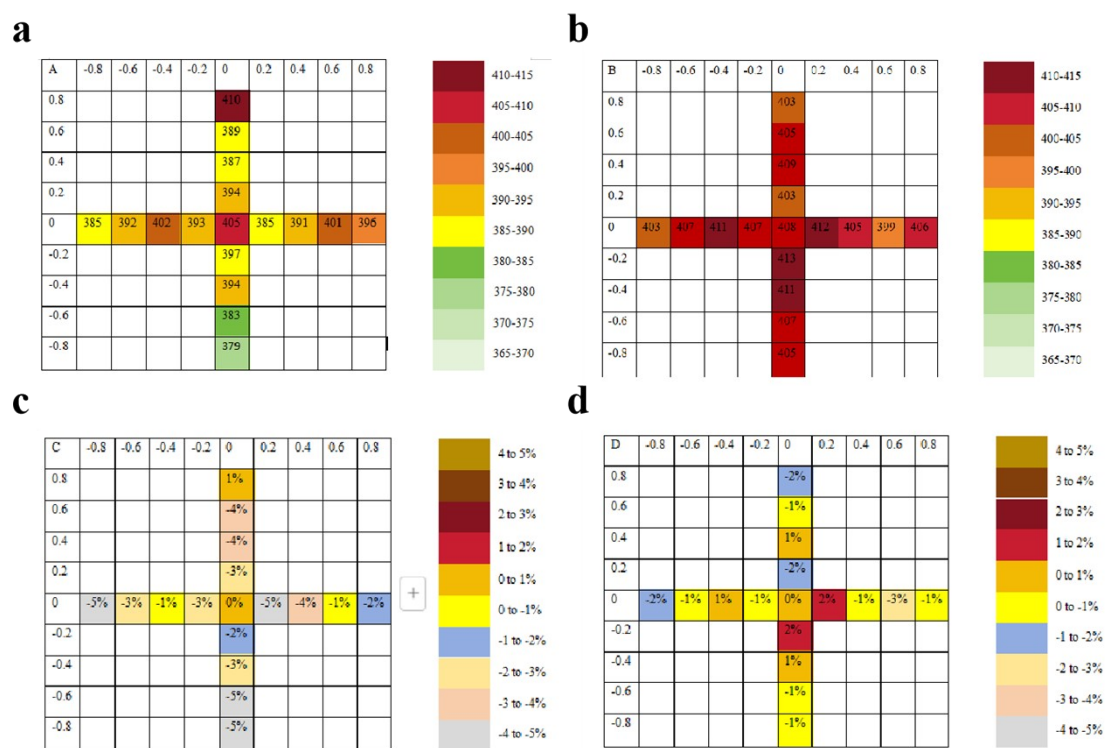 a
A -0.8 -0.6 -0.4 -0.2 0 0.2 0.4 0.6 0.8
0.8 410
0.6 389
0.4 387
0.2 394
0 385 392 402 393 405 385 391 401 396
-0.2 397
-0.4 394
-0.6 383
-0.8 379
410-415
405-410
400-405
395-400
390-395
385-390
380-385
375-380
370-375
365-370
b
B -0.8 -0.6 -0.4 -0.2 0 0.2 0.4 0.6 0.8
0.8 403
0.6 405
0.4 409
0.2 403
0 403 407 411 407 408 412 405 399 406
-0.2 413
-0.4 411
-0.6 407
-0.8 405
410-415
405-410
400-405
395-400
390-395
385-390
380-385
375-380
370-375
365-370
c
C -0.8 -0.6 -0.4 -0.2 0 0.2 0.4 0.6 0.8
0.8 1%
0.6 -4%
0.4 -4%
0.2 -3%
0 -5% -3% -1% -3% 0% -5% -4% -1% -2%
-0.2 -2%
-0.4 -3%
-0.6 -5%
-0.8 -5%
4 to 5%
3 to 4%
2 to 3%
1 to 2%
0 to 1%
0 to -1%
-1 to -2%
-2 to -3%
-3 to -4%
-4 to -5%
+
d
D -0.8 -0.6 -0.4 -0.2 0 0.2 0.4 0.6 0.8
0.8 -2%
0.6 -1%
0.4 1%
0.2 -2%
0 -2% -1% 1% -1% 0% 2% -1% -3% -1%
-0.2 2%
-0.4 1%
-0.6 -1%
-0.8 -1%
4 to 5%
3 to 4%
2 to 3%
1 to 2%
0 to 1%
0 to -1%
-1 to -2%
-2 to -3%
-3 to -4%
-4 to -5%